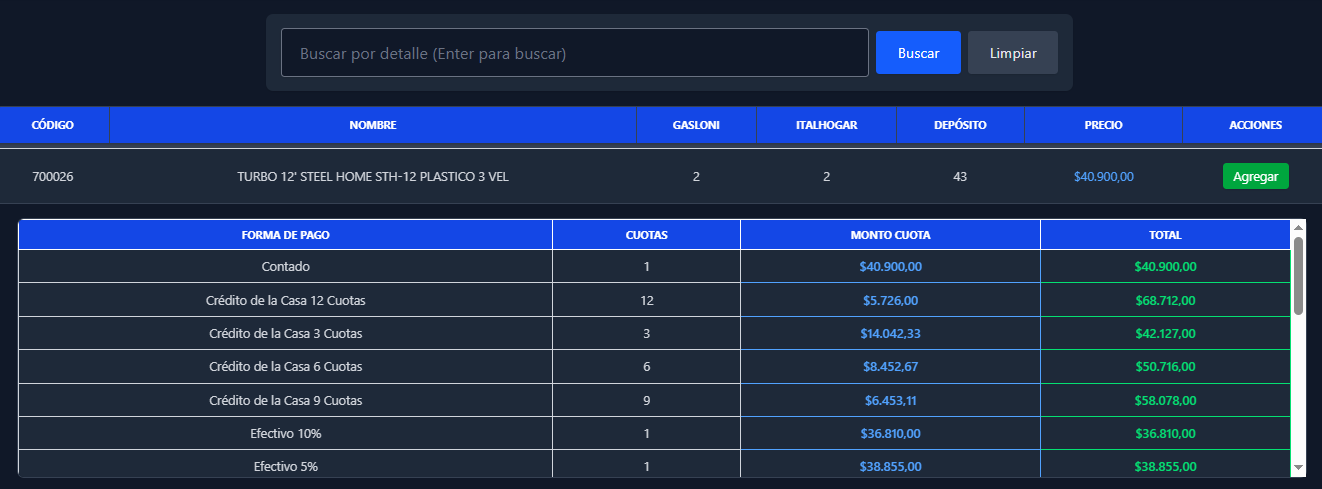 Buscar por detalle (Enter para buscar) Buscar Limpiar
CÓDIGO NOMBRE GASLONI ITALHOGAR DEPÓSITO PRECIO ACCIONES
700026 TURBO 12' STEEL HOME STH-12 PLASTICO 3 VEL 2 2 43 $40.900,00 Agregar
FORMA DE PAGO CUOTAS MONTO CUOTA TOTAL
Contado 1 $40.900,00 $40.900,00
Crédito de la Casa 12 Cuotas 12 $5.726,00 $68.712,00
Crédito de la Casa 3 Cuotas 3 $14.042,33 $42.127,00
Crédito de la Casa 6 Cuotas 6 $8.452,67 $50.716,00
Crédito de la Casa 9 Cuotas 9 $6.453,11 $58.078,00
Efectivo 10% 1 $36.810,00 $36.810,00
Efectivo 5% 1 $38.855,00 $38.855,00